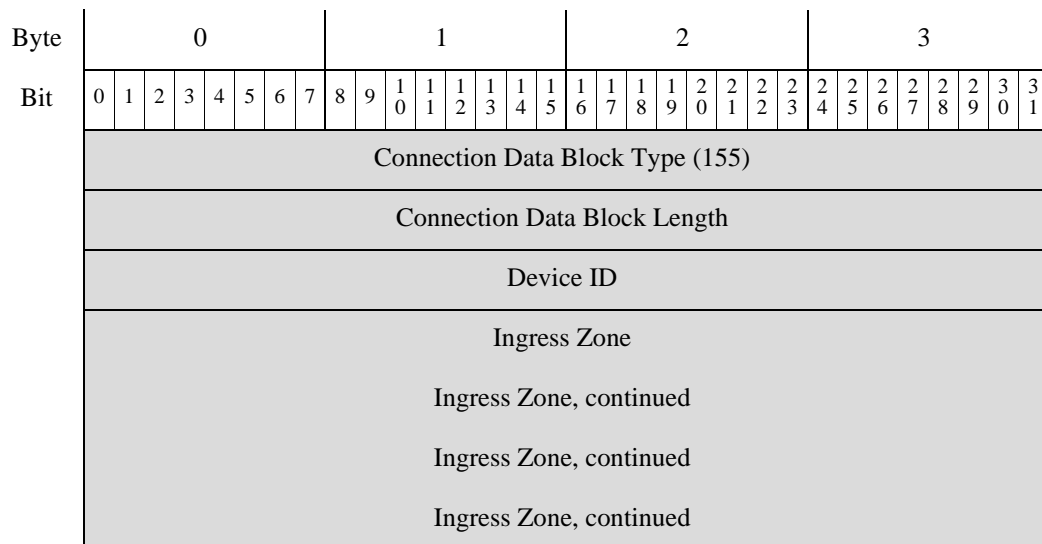 Byte 0 1 2 3
Bit 0 1 2 3 4 5 6 7 8 9 10 11 12 13 14 15 16 17 18 19 20 21 22 23 24 25 26 27 28 29 30 31
Connection Data Block Type (155)
Connection Data Block Length
Device ID
Ingress Zone
Ingress Zone, continued
Ingress Zone, continued
Ingress Zone, continued